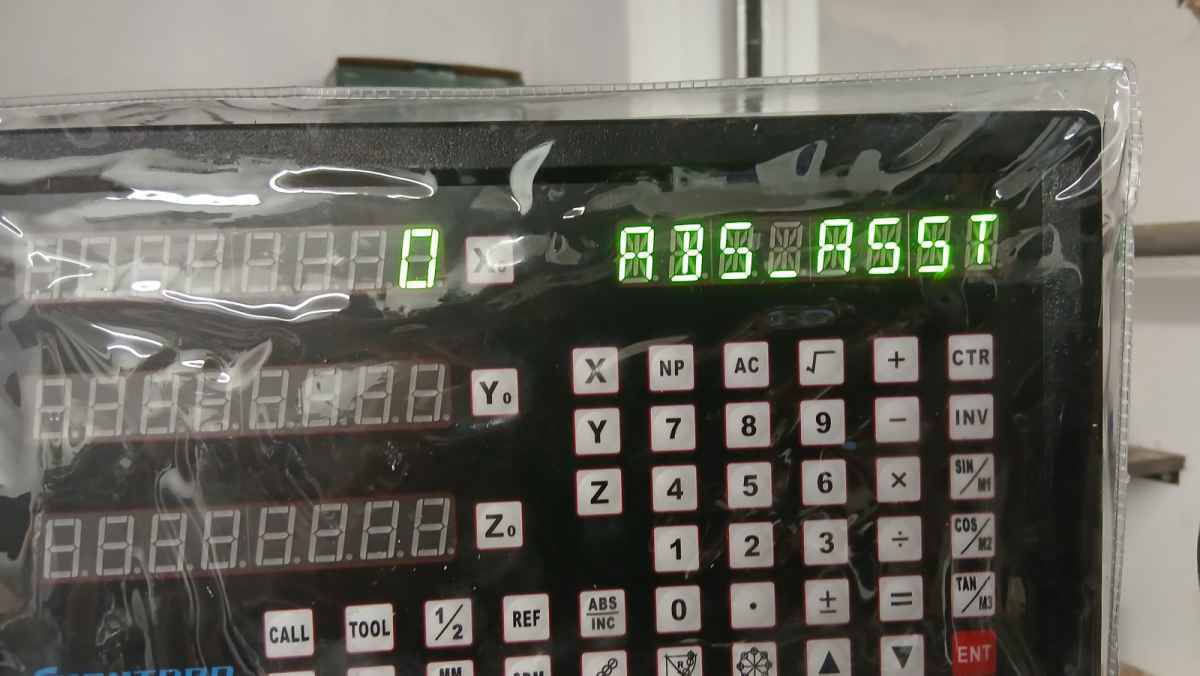 0 X₀ ABS_ASST
X NP AC √ + CTR
Y₀ Y 7 8 9 − INV
Z 4 5 6 × SIN/M1
Z₀ 1 2 3 ÷ COS/M2
CALL TOOL 1/2 REF ABS/INC 0 . ± = TAN/M3
R ▲ ▼ ENT